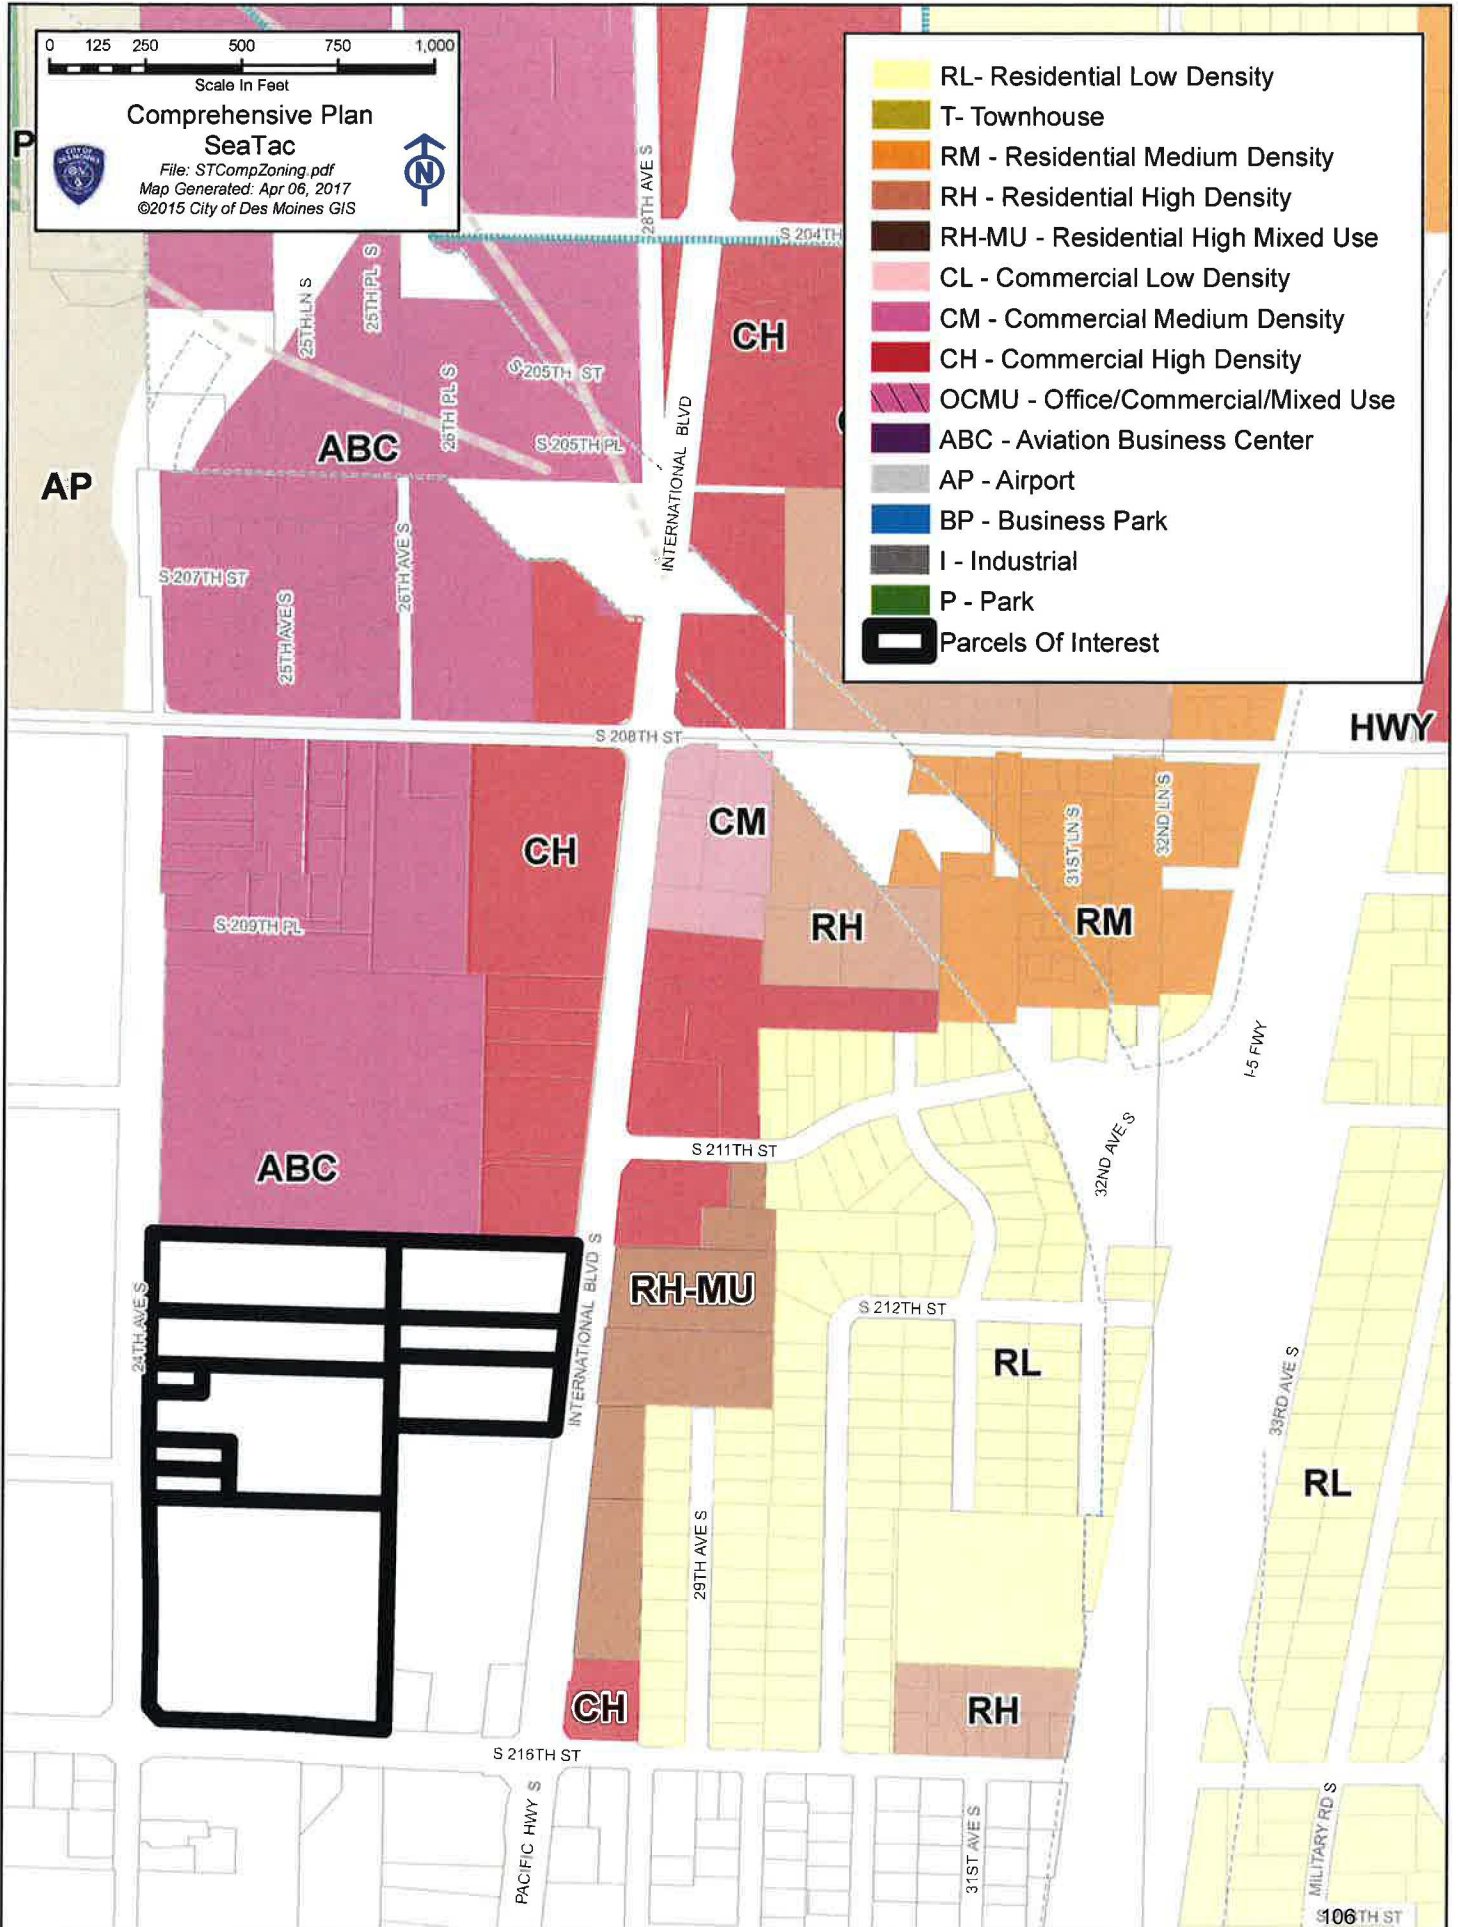 0 125 250 500 750 1,000
Scale In Feet
Comprehensive Plan
SeaTac
File: STCompZoning.pdf
Map Generated: Apr 06, 2017
©2015 City of Des Moines GIS
N
RL- Residential Low Density
T- Townhouse
RM - Residential Medium Density
RH - Residential High Density
RH-MU - Residential High Mixed Use
CL - Commercial Low Density
CM - Commercial Medium Density
CH - Commercial High Density
OCMU - Office/Commercial/Mixed Use
ABC - Aviation Business Center
AP - Airport
BP - Business Park
I - Industrial
P - Park
Parcels Of Interest
P
28TH AVE S
S 204TH
25TH LN S
25TH PL S
CH
S 205TH ST
26TH PL S
INTERNATIONAL BLVD
S 205TH PL
ABC
AP
26TH AVE S
S 207TH ST
25TH AVE S
HWY
S 208TH ST
CM
CH
31ST LN S
32ND LN S
S 209TH PL
RH
RM
I-5 FWY
S 211TH ST
32ND AVE S
ABC
INTERNATIONAL BLVD S
RH-MU
24TH AVE S
S 212TH ST
RL
33RD AVE S
RL
29TH AVE S
CH
RH
S 216TH ST
PACIFIC HWY S
31ST AVE S
MILITARY RD S
106
TH ST